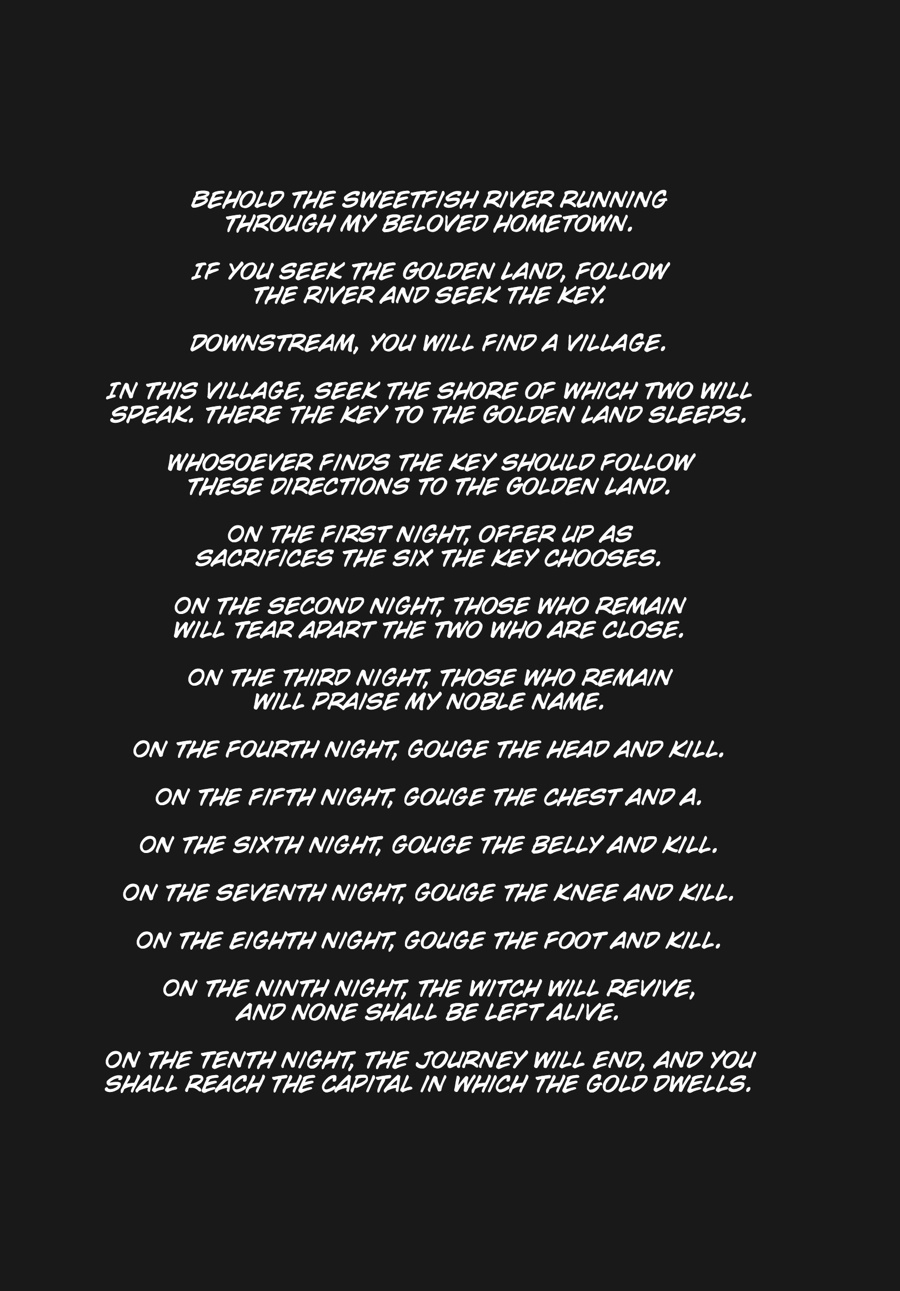 BEHOLD THE SWEETFISH RIVER RUNNING
THROUGH MY BELOVED HOMETOWN.
IF YOU SEEK THE GOLDEN LAND, FOLLOW
THE RIVER AND SEEK THE KEY.
DOWNSTREAM, YOU WILL FIND A VILLAGE.
IN THIS VILLAGE, SEEK THE SHORE OF WHICH TWO WILL
SPEAK. THERE THE KEY TO THE GOLDEN LAND SLEEPS.
WHOSOEVER FINDS THE KEY SHOULD FOLLOW
THESE DIRECTIONS TO THE GOLDEN LAND.
ON THE FIRST NIGHT, OFFER UP AS
SACRIFICES THE SIX THE KEY CHOOSES.
ON THE SECOND NIGHT, THOSE WHO REMAIN
WILL TEAR APART THE TWO WHO ARE CLOSE.
ON THE THIRD NIGHT, THOSE WHO REMAIN
WILL PRAISE MY NOBLE NAME.
ON THE FOURTH NIGHT, GOUGE THE HEAD AND KILL.
ON THE FIFTH NIGHT, GOUGE THE CHEST AND A.
ON THE SIXTH NIGHT, GOUGE THE BELLY AND KILL.
ON THE SEVENTH NIGHT, GOUGE THE KNEE AND KILL.
ON THE EIGHTH NIGHT, GOUGE THE FOOT AND KILL.
ON THE NINTH NIGHT, THE WITCH WILL REVIVE,
AND NONE SHALL BE LEFT ALIVE.
ON THE TENTH NIGHT, THE JOURNEY WILL END, AND YOU
SHALL REACH THE CAPITAL IN WHICH THE GOLD DWELLS.